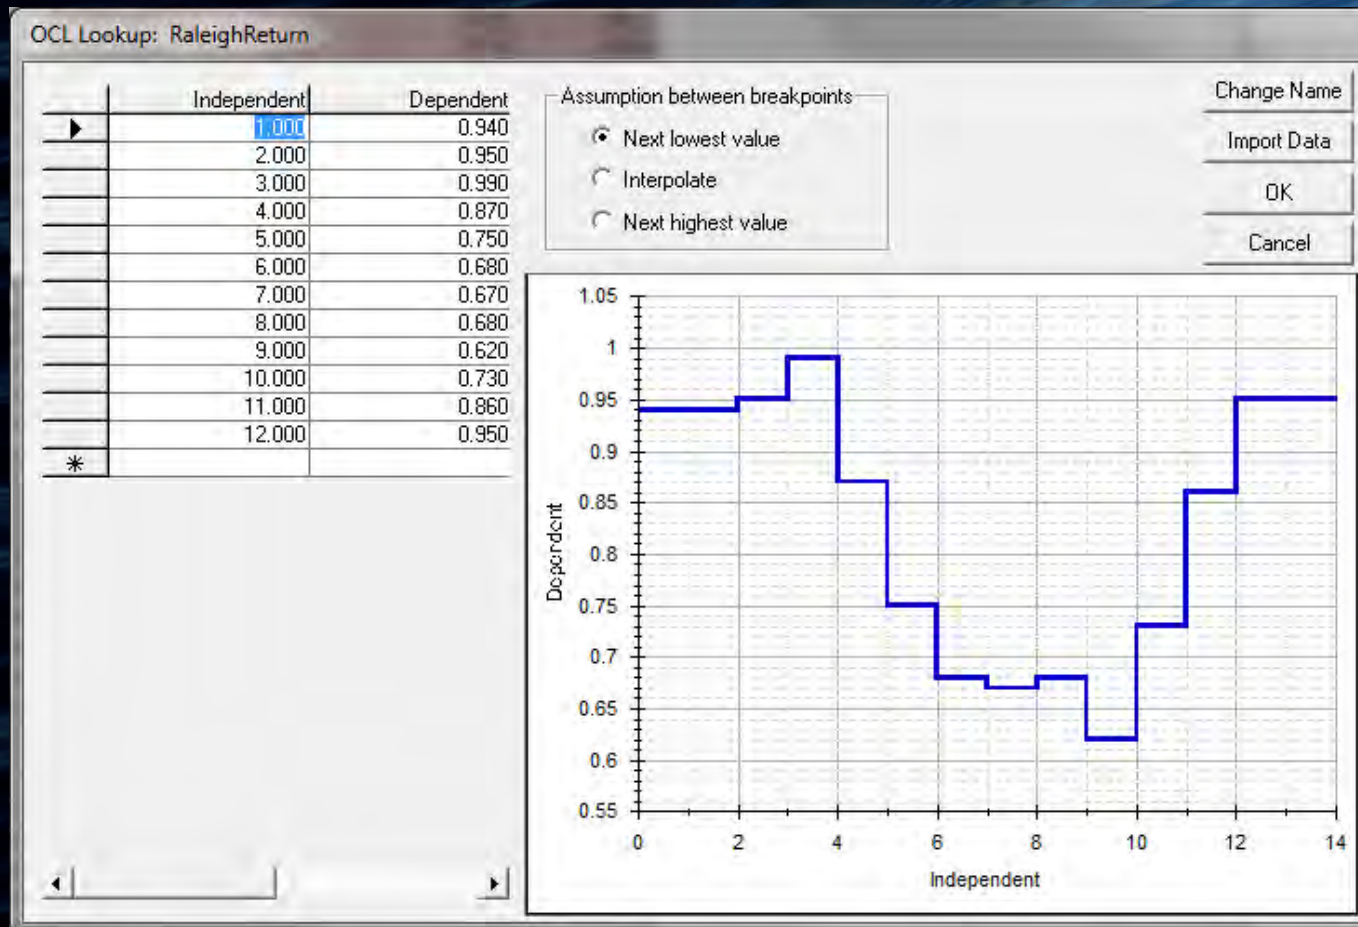 OCL Lookup: RaleighReturn
Independent Dependent
1.000 0.940
2.000 0.950
3.000 0.990
4.000 0.870
5.000 0.750
6.000 0.680
7.000 0.670
8.000 0.680
9.000 0.620
10.000 0.730
11.000 0.860
12.000 0.950
*
Assumption between breakpoints
Next lowest value
Interpolate
Next highest value
Change Name
Import Data
OK
Cancel
1.05
1
0.95
0.9
0.85
0.8
0.75
0.7
0.65
0.6
0.55
Dependent
0 2 4 6 8 10 12 14
Independent